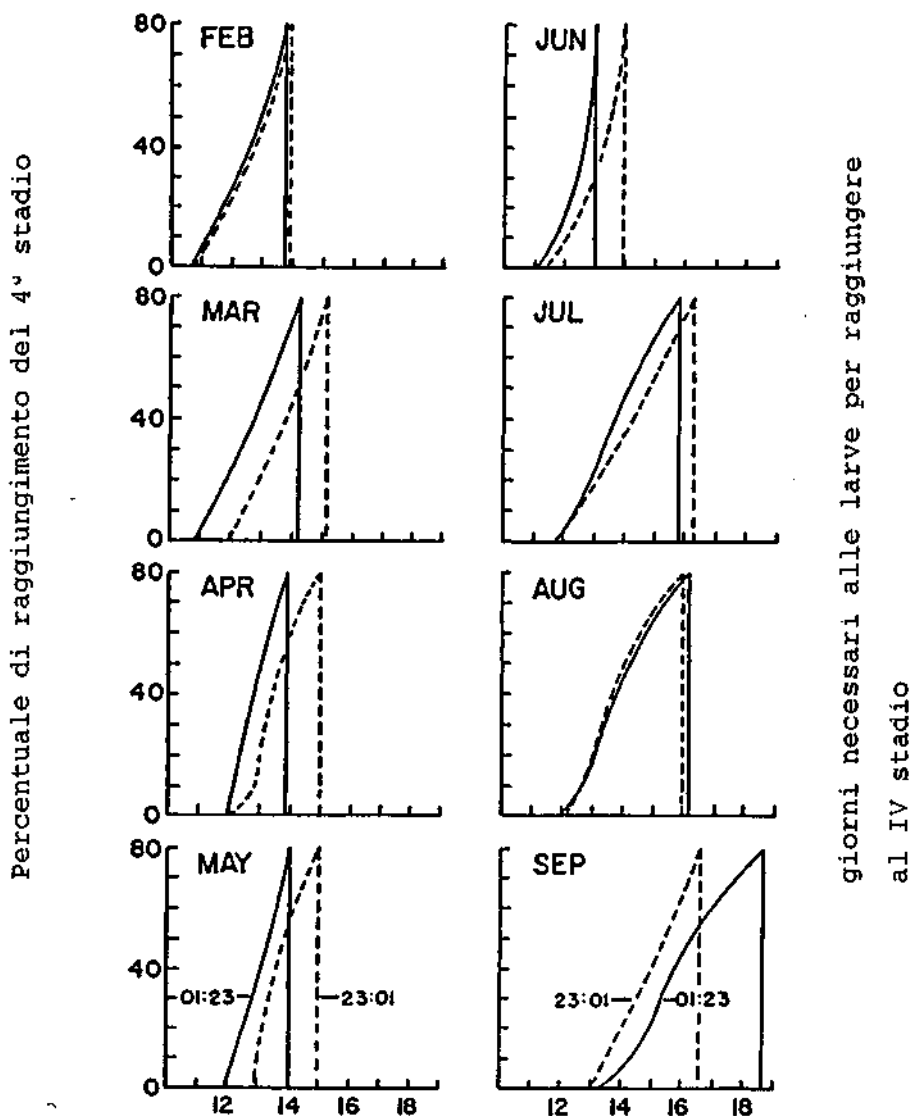 Percentuale di raggiungimento del 4° stadio
80
40
0
FEB
JUN
80
40
0
MAR
JUL
80
40
0
APR
AUG
80
40
0
MAY
01:23
23:01
SEP
23:01
01:23
12 14 16 18
12 14 16 18
giorni necessari alle larve per raggiungere
al IV stadio